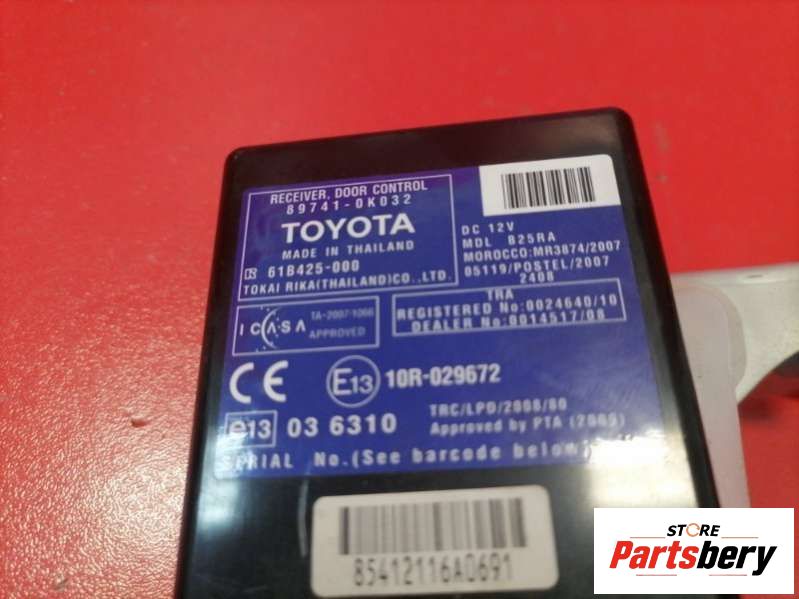 RECEIVER, DOOR CONTROL
89741-0K032
TOYOTA
MADE IN THAILAND
61B425-000
TOKAI RIKA(THAILAND)CO.,LTD.
DC 12V
MDL B25RA
MOROCCO:MR3874/2007
05119/POSTEL/2007
2408
ICASA
TA-2007/1066
APPROVED
TRA
REGISTERED No:0024640/10
DEALER No:0014517/08
CE
E13 10R-029672
e13 03 6310
TRC/LPD/2008/80
Approved by PTA (2009)
SERIAL No.(See barcode below)
85412116A0691
STORE
Partsbery